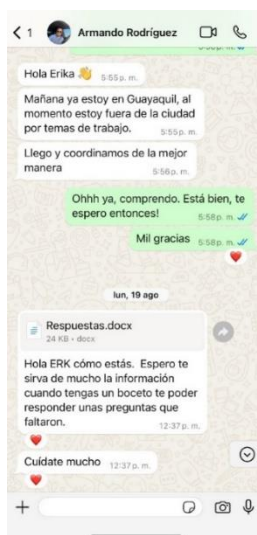 1 Armando Rodríguez
Hola Erika 👋 5:55 p. m.
Mañana ya estoy en Guayaquil, al
momento estoy fuera de la ciudad
por temas de trabajo. 5:55 p. m.
Llego y coordinamos de la mejor
manera 5:56 p. m.
Ohhh ya, comprendo. Está bien, te
espero entonces! 5:58 p. m.
Mil gracias 5:58 p. m.
lun, 19 ago
Respuestas.docx
24 KB • docx
Hola ERK cómo estás. Espero te
sirva de mucho la información
cuando tengas un boceto te poder
responder unas preguntas que
faltaron. 12:37 p. m.
Cuídate mucho 12:37 p. m.